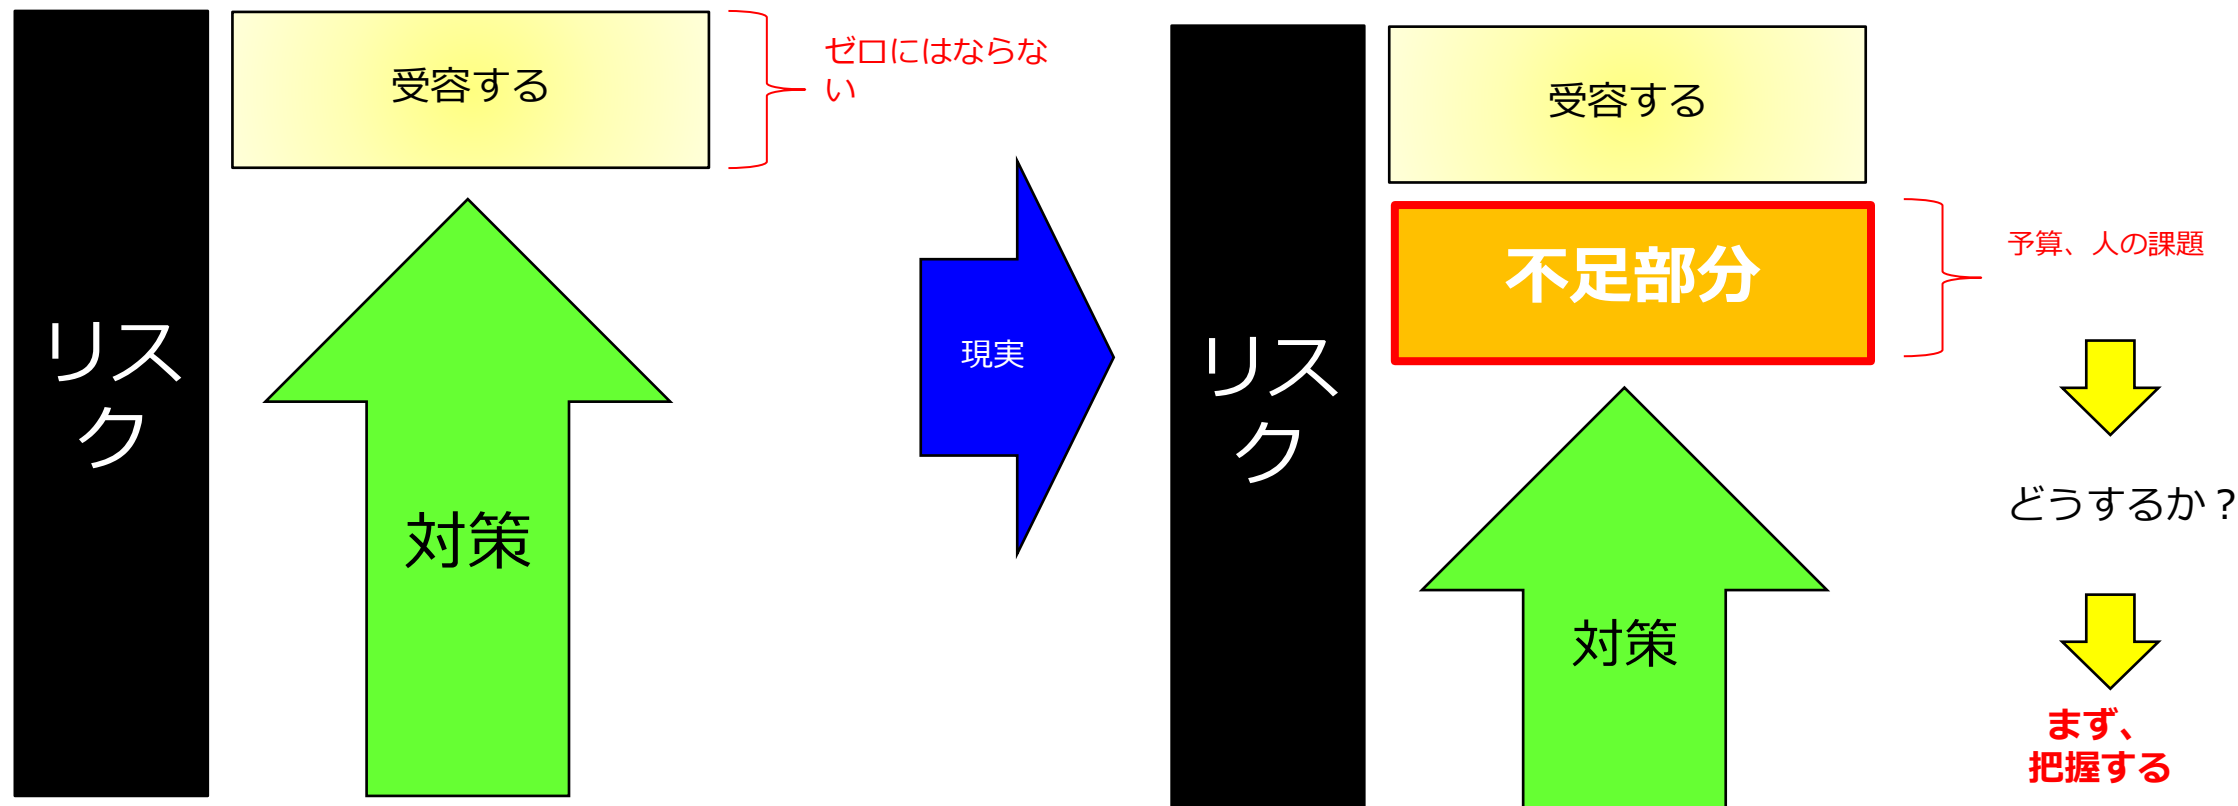 リス
ク
受容する
ゼロにはならな
い
対策
現実
リス
ク
受容する
不足部分
予算、人の課題
対策
どうするか？
まず、
把握する